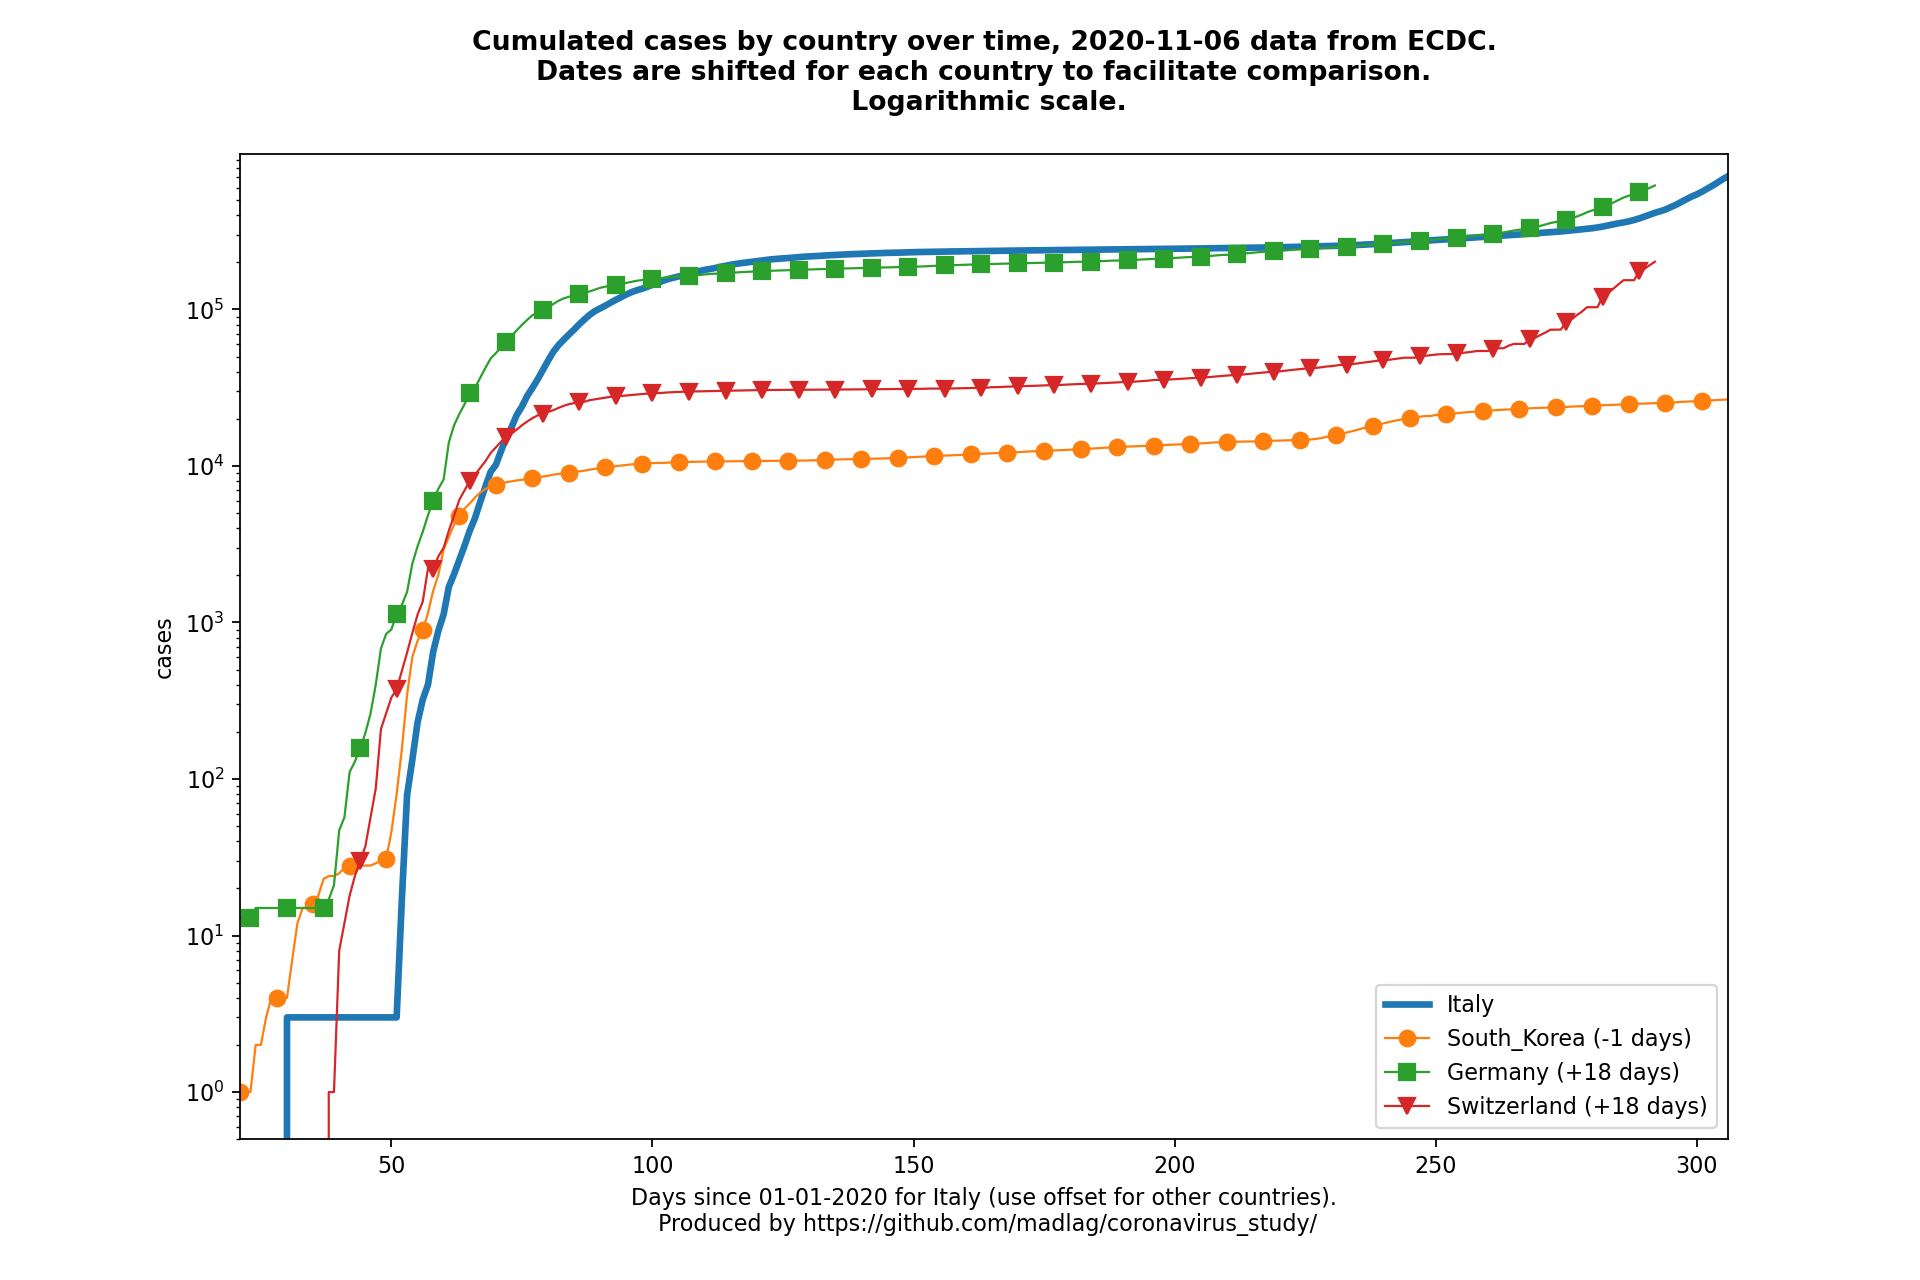 Cumulated cases by country over time, 2020-11-06 data from ECDC.
Dates are shifted for each country to facilitate comparison.
Logarithmic scale.
cases
10^5
10^4
10^3
10^2
10^1
10^0
50
100
150
200
250
300
Italy
South_Korea (-1 days)
Germany (+18 days)
Switzerland (+18 days)
Days since 01-01-2020 for Italy (use offset for other countries).
Produced by https://github.com/madlag/coronavirus_study/